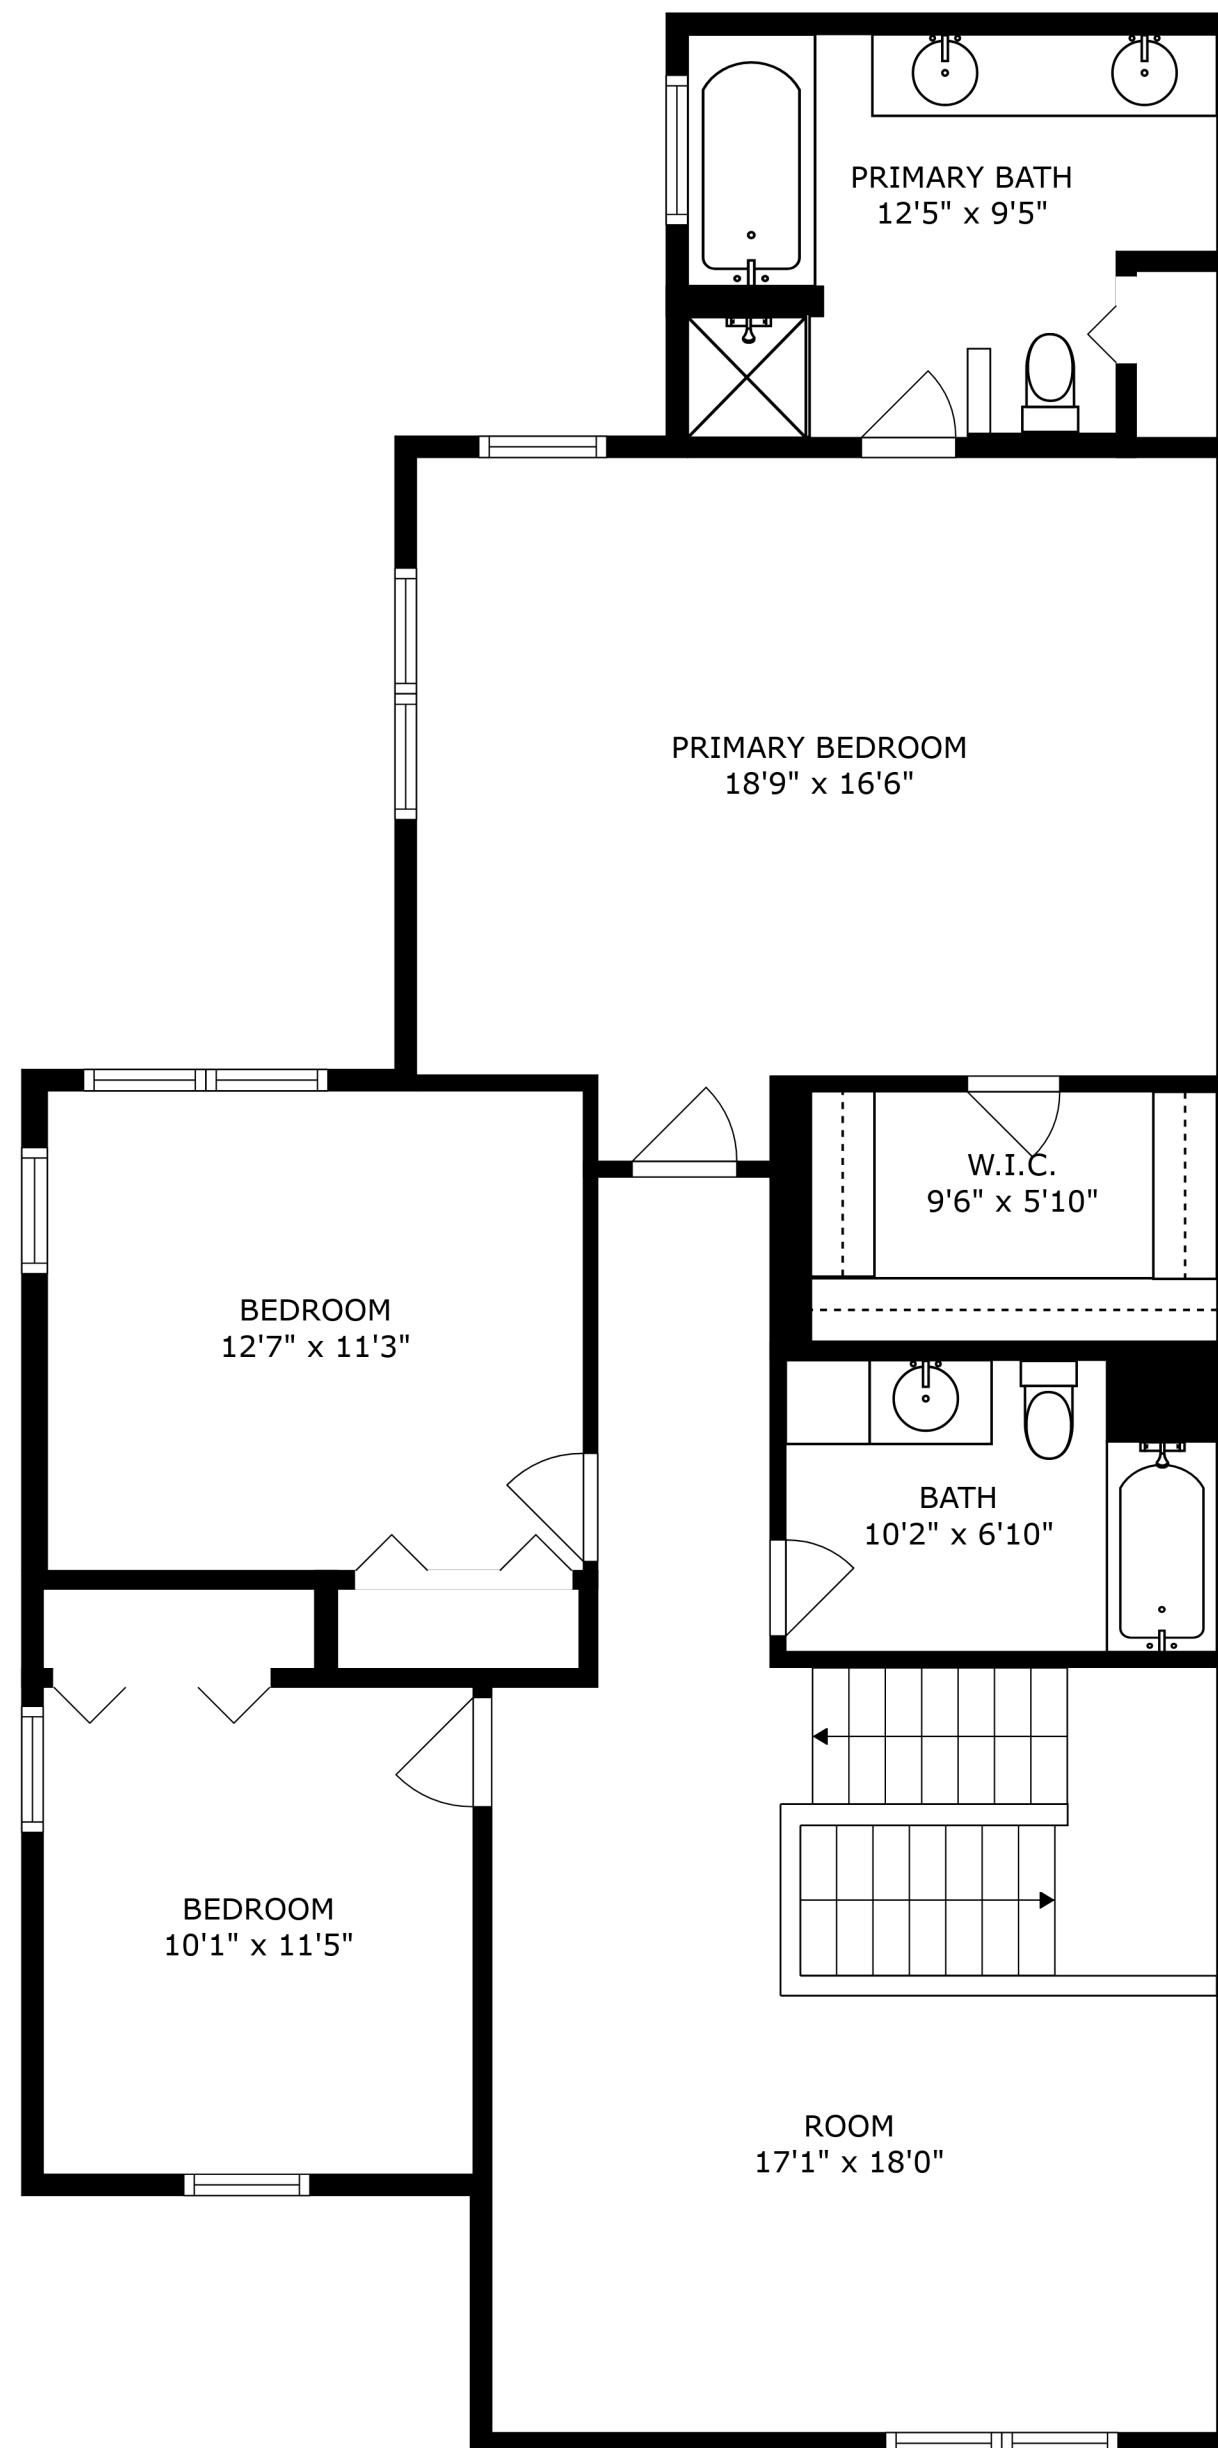 PRIMARY BATH
12'5" x 9'5"
PRIMARY BEDROOM
18'9" x 16'6"
W.I.C.
9'6" x 5'10"
BEDROOM
12'7" x 11'3"
BATH
10'2" x 6'10"
BEDROOM
10'1" x 11'5"
ROOM
17'1" x 18'0"